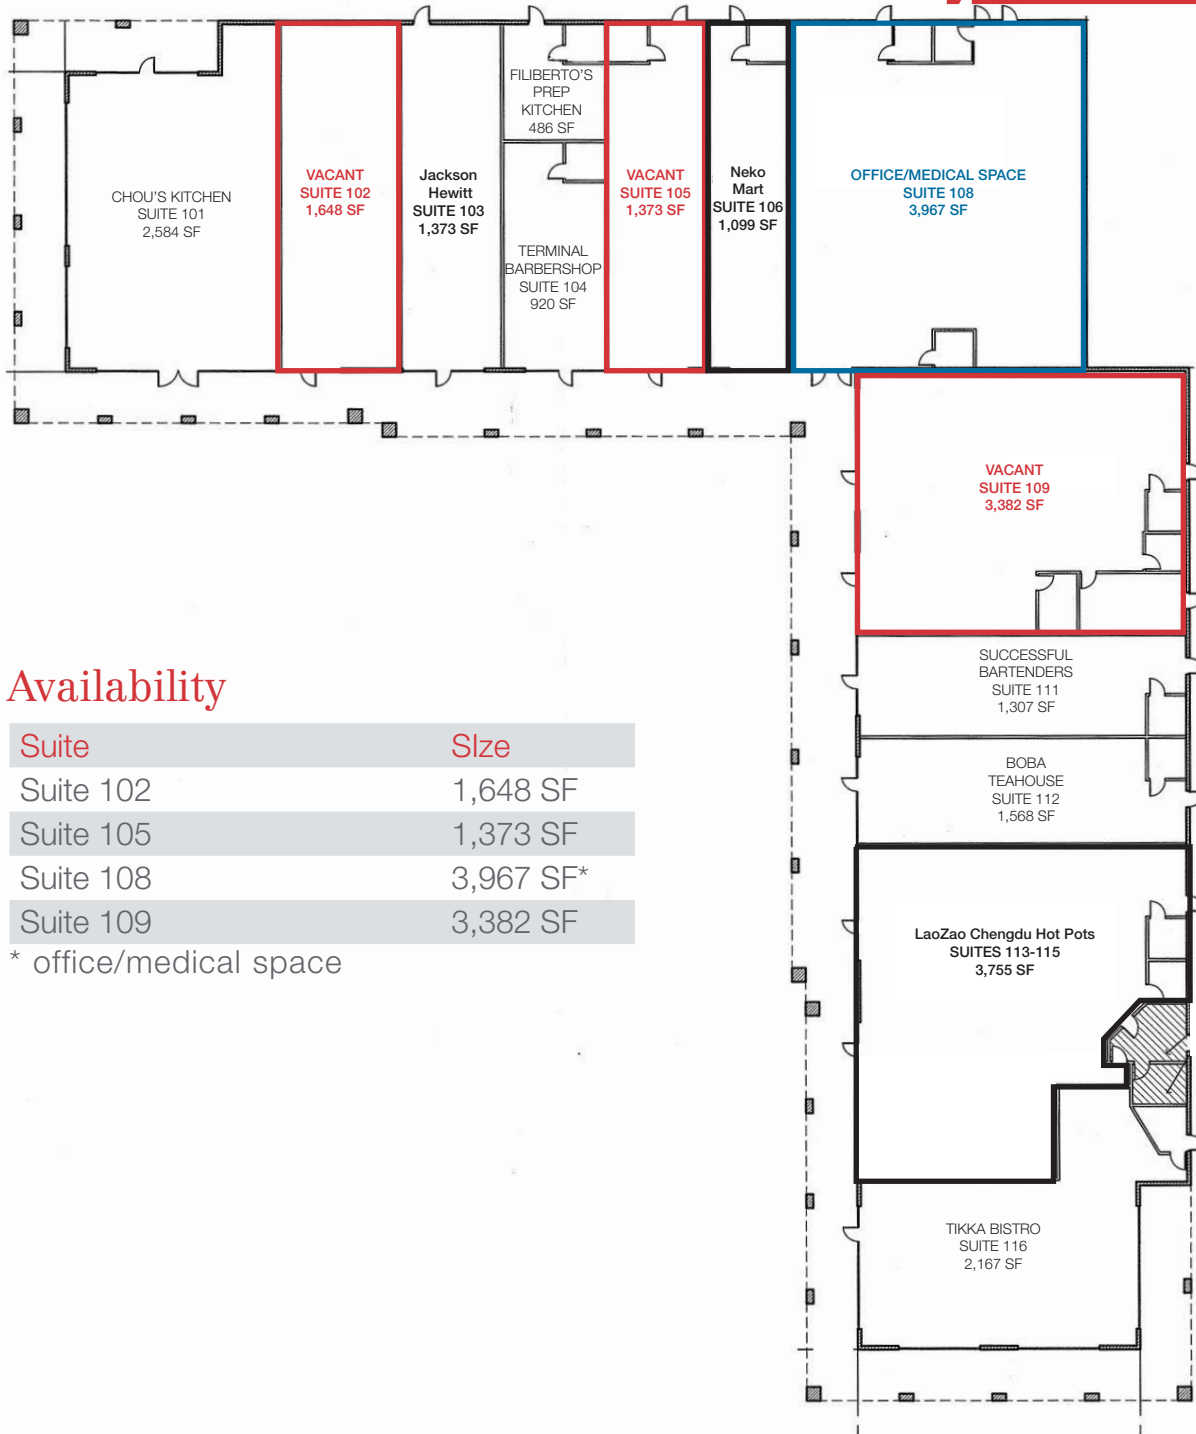 CHOU'S KITCHEN
SUITE 101
2,584 SF
VACANT
SUITE 102
1,648 SF
Jackson
Hewitt
SUITE 103
1,373 SF
FILIBERTO'S
PREP
KITCHEN
486 SF
TERMINAL
BARBERSHOP
SUITE 104
920 SF
VACANT
SUITE 105
1,373 SF
Neko
Mart
SUITE 106
1,099 SF
OFFICE/MEDICAL SPACE
SUITE 108
3,967 SF
VACANT
SUITE 109
3,382 SF
SUCCESSFUL
BARTENDERS
SUITE 111
1,307 SF
BOBA
TEAHOUSE
SUITE 112
1,568 SF
LaoZao Chengdu Hot Pots
SUITES 113-115
3,755 SF
TIKKA BISTRO
SUITE 116
2,167 SF
Availability
Suite SIze
Suite 102 1,648 SF
Suite 105 1,373 SF
Suite 108 3,967 SF*
Suite 109 3,382 SF
* office/medical space